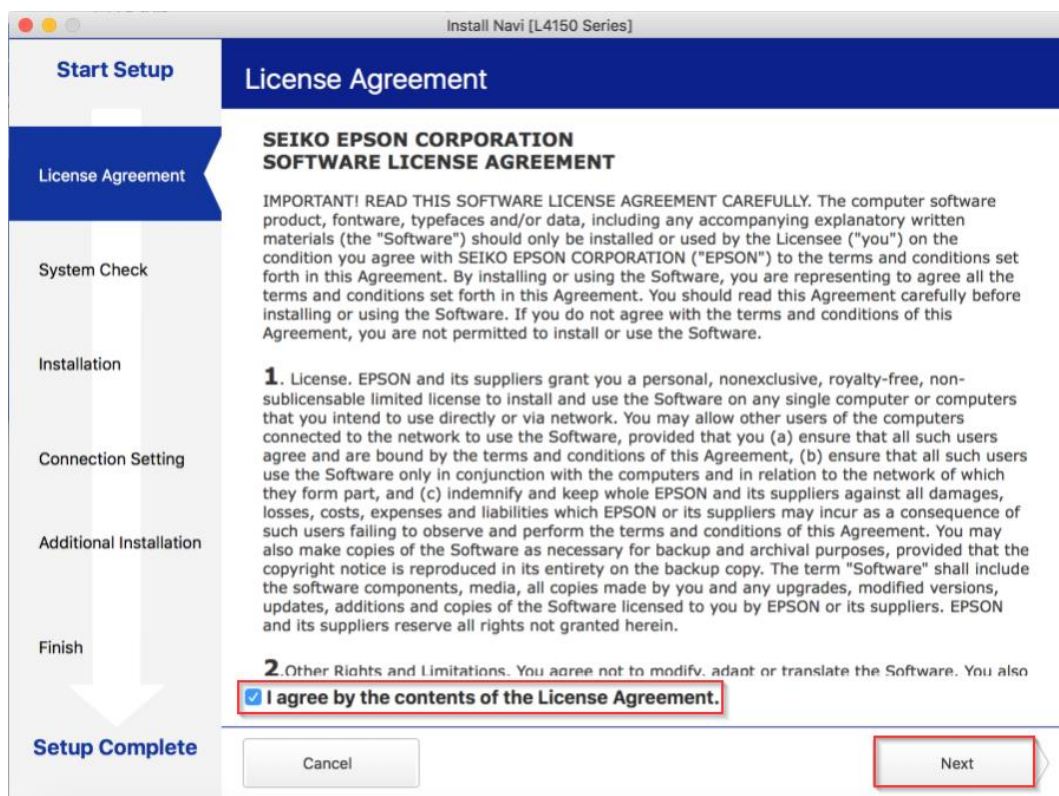 Install Navi [L4150 Series]
Start Setup
License Agreement
System Check
Installation
Connection Setting
Additional Installation
Finish
Setup Complete
License Agreement
SEIKO EPSON CORPORATION
SOFTWARE LICENSE AGREEMENT
IMPORTANT! READ THIS SOFTWARE LICENSE AGREEMENT CAREFULLY. The computer software
product, fontware, typefaces and/or data, including any accompanying explanatory written
materials (the "Software") should only be installed or used by the Licensee ("you") on the
condition you agree with SEIKO EPSON CORPORATION ("EPSON") to the terms and conditions set
forth in this Agreement. By installing or using the Software, you are representing to agree all the
terms and conditions set forth in this Agreement. You should read this Agreement carefully before
installing or using the Software. If you do not agree with the terms and conditions of this
Agreement, you are not permitted to install or use the Software.
1. License. EPSON and its suppliers grant you a personal, nonexclusive, royalty-free, non-
sublicensable limited license to install and use the Software on any single computer or computers
that you intend to use directly or via network. You may allow other users of the computers
connected to the network to use the Software, provided that you (a) ensure that all such users
agree and are bound by the terms and conditions of this Agreement, (b) ensure that all such users
use the Software only in conjunction with the computers and in relation to the network of which
they form part, and (c) indemnify and keep whole EPSON and its suppliers against all damages,
losses, costs, expenses and liabilities which EPSON or its suppliers may incur as a consequence of
such users failing to observe and perform the terms and conditions of this Agreement. You may
also make copies of the Software as necessary for backup and archival purposes, provided that the
copyright notice is reproduced in its entirety on the backup copy. The term "Software" shall include
the software components, media, all copies made by you and any upgrades, modified versions,
updates, additions and copies of the Software licensed to you by EPSON or its suppliers. EPSON
and its suppliers reserve all rights not granted herein.
2.Other Rights and Limitations. You agree not to modify, adapt or translate the Software. You also
I agree by the contents of the License Agreement.
Cancel
Next